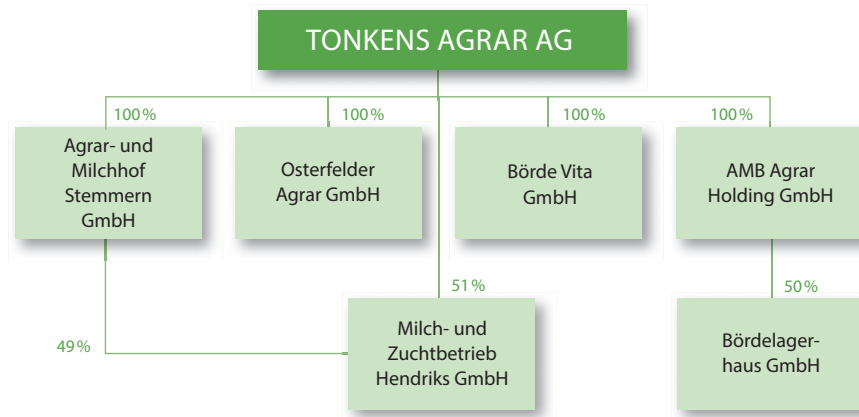 TONKENS AGRAR AG
100 %
100 %
100 %
100 %
Agrar- und
Milchhof
Stemmern
GmbH
Osterfelder
Agrar GmbH
Börde Vita
GmbH
AMB Agrar
Holding GmbH
49 %
51 %
50 %
Milch- und
Zuchtbetrieb
Hendriks GmbH
Bördelager-
haus GmbH